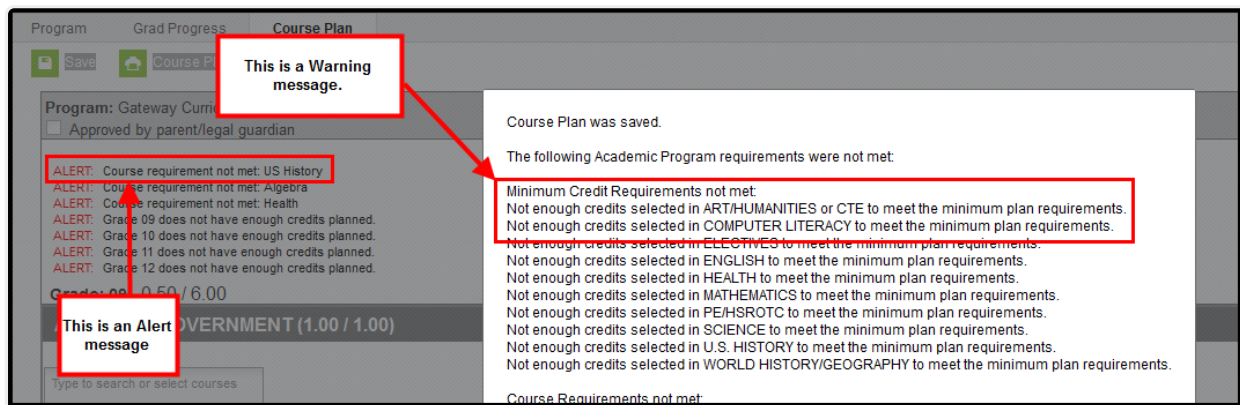 Program Grad Progress Course Plan
Save Course
This is a Warning
message.
Program: Gateway
Approved by parent/legal guardian
ALERT: Course requirement not met: US History
ALERT: Course requirement not met: Algebra
ALERT: Course requirement not met: Health
ALERT: Grade 09 does not have enough credits planned.
ALERT: Grade 10 does not have enough credits planned.
ALERT: Grade 11 does not have enough credits planned.
ALERT: Grade 12 does not have enough credits planned.
Grade: 09 0.50 / 6.00
This is an Alert
message
OVERNMENT (1.00 / 1.00)
Type to search or select courses
Course Plan was saved.
The following Academic Program requirements were not met:
Minimum Credit Requirements not met:
Not enough credits selected in ART/HUMANITIES or CTE to meet the minimum plan requirements.
Not enough credits selected in COMPUTER LITERACY to meet the minimum plan requirements.
Not enough credits selected in ELECTIVES to meet the minimum plan requirements.
Not enough credits selected in ENGLISH to meet the minimum plan requirements.
Not enough credits selected in HEALTH to meet the minimum plan requirements.
Not enough credits selected in MATHEMATICS to meet the minimum plan requirements.
Not enough credits selected in PE/HSROTC to meet the minimum plan requirements.
Not enough credits selected in SCIENCE to meet the minimum plan requirements.
Not enough credits selected in U.S. HISTORY to meet the minimum plan requirements.
Not enough credits selected in WORLD HISTORY/GEOGRAPHY to meet the minimum plan requirements.
Course Requirements not met: